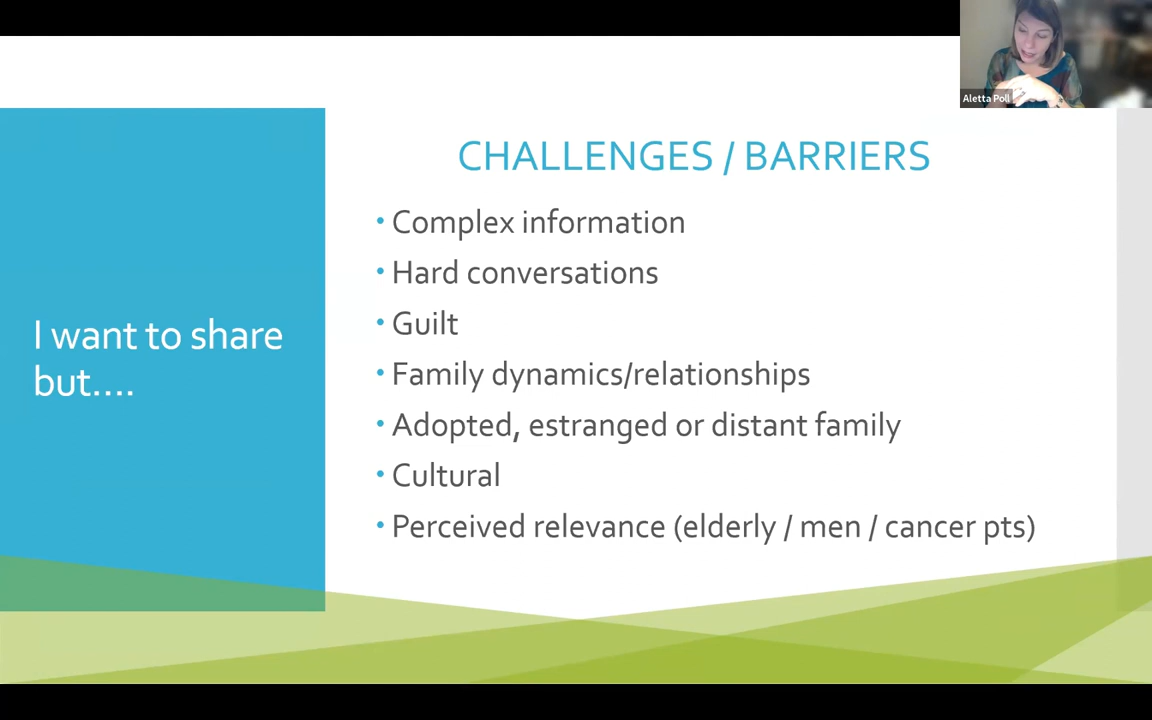 Aletta Poll
CHALLENGES / BARRIERS
I want to share
but....
• Complex information
• Hard conversations
• Guilt
• Family dynamics/relationships
• Adopted, estranged or distant family
• Cultural
• Perceived relevance (elderly / men / cancer pts)